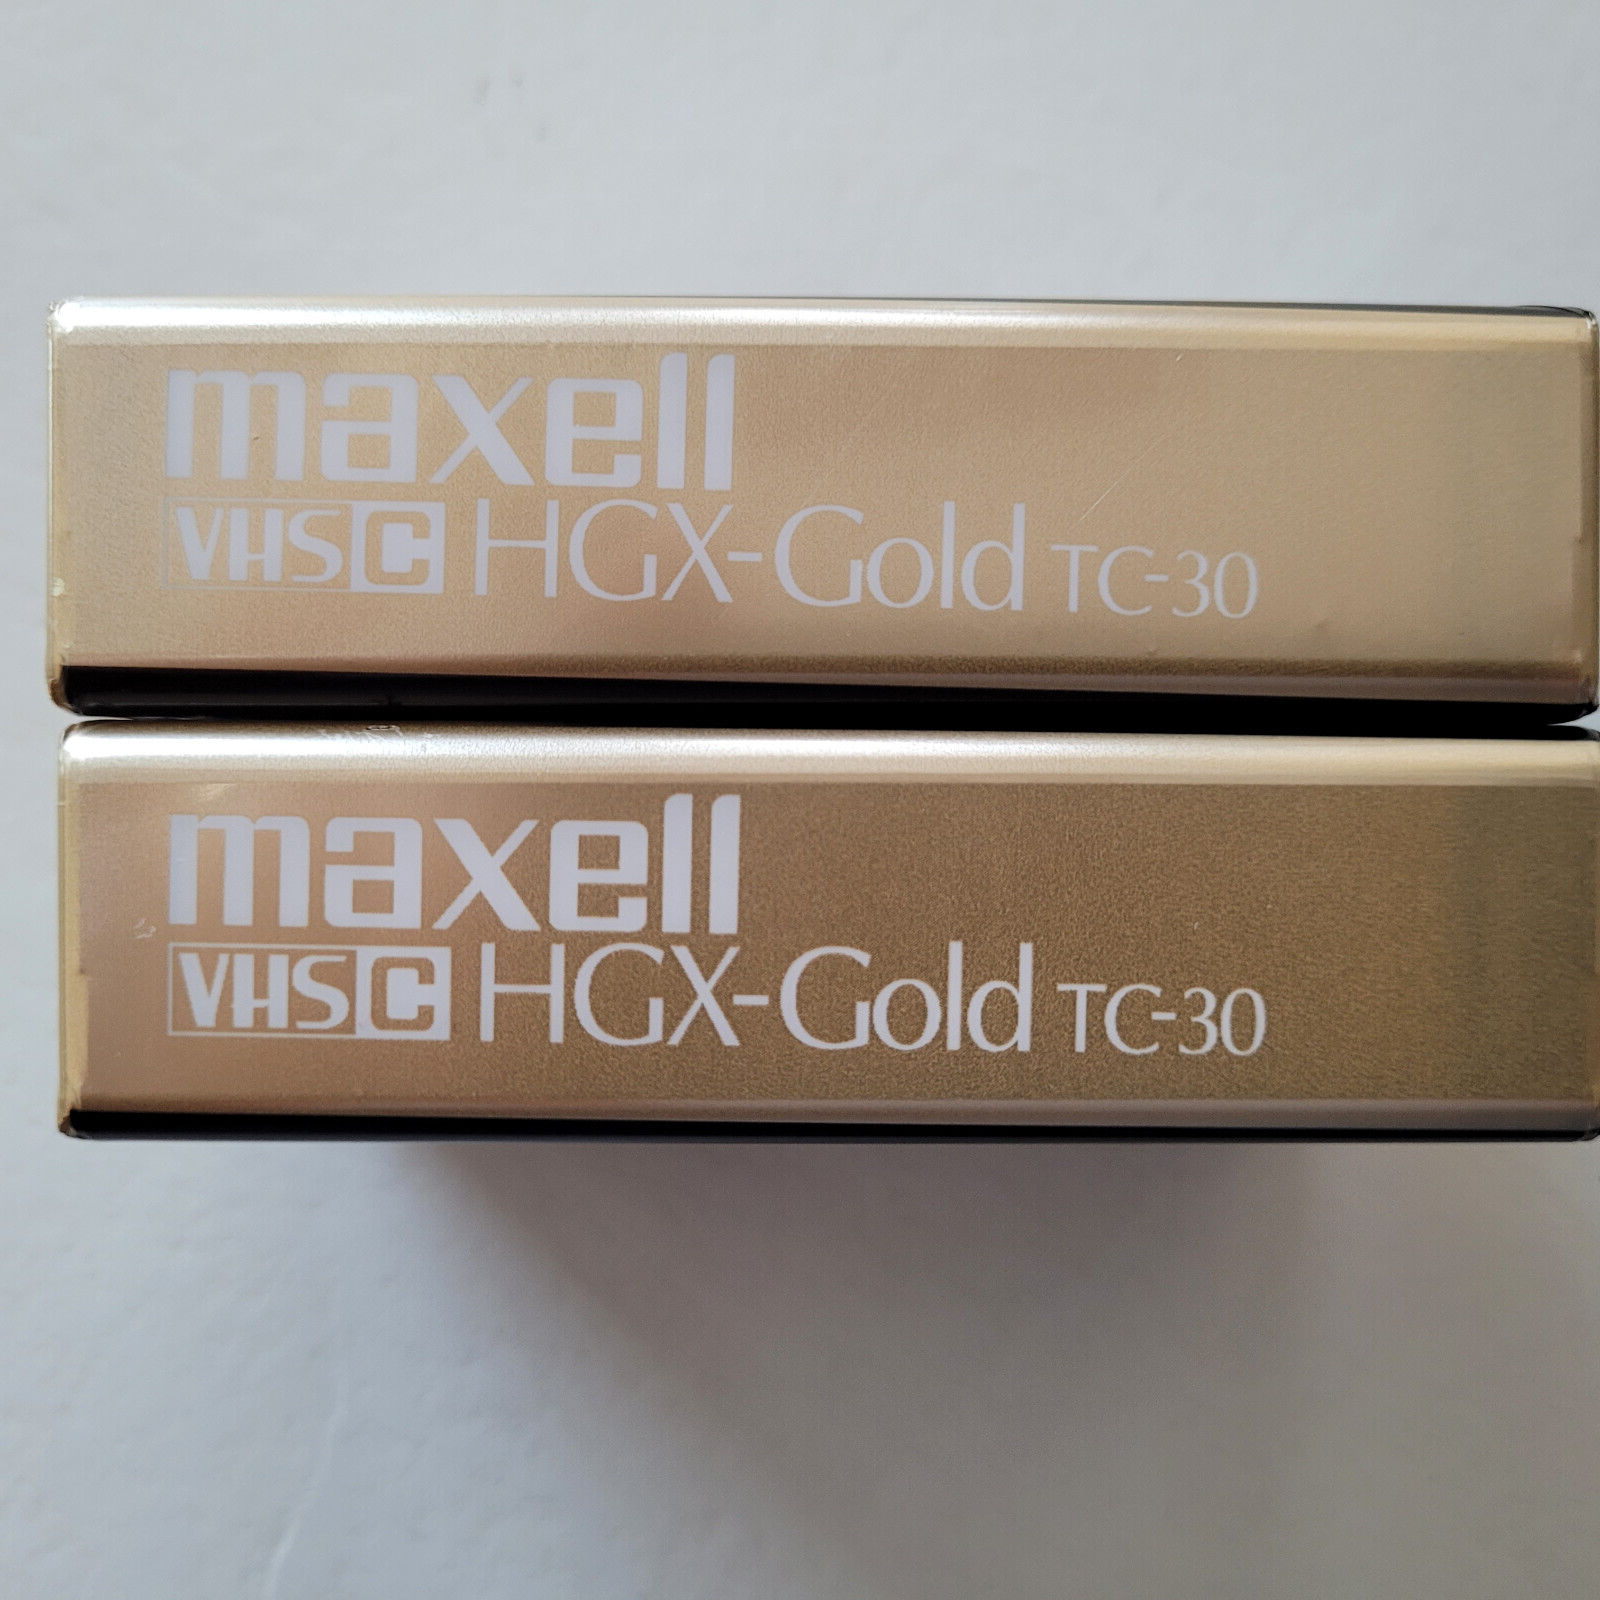 maxell
VHS C HGX-Gold TC-30
maxell
VHS C HGX-Gold TC-30